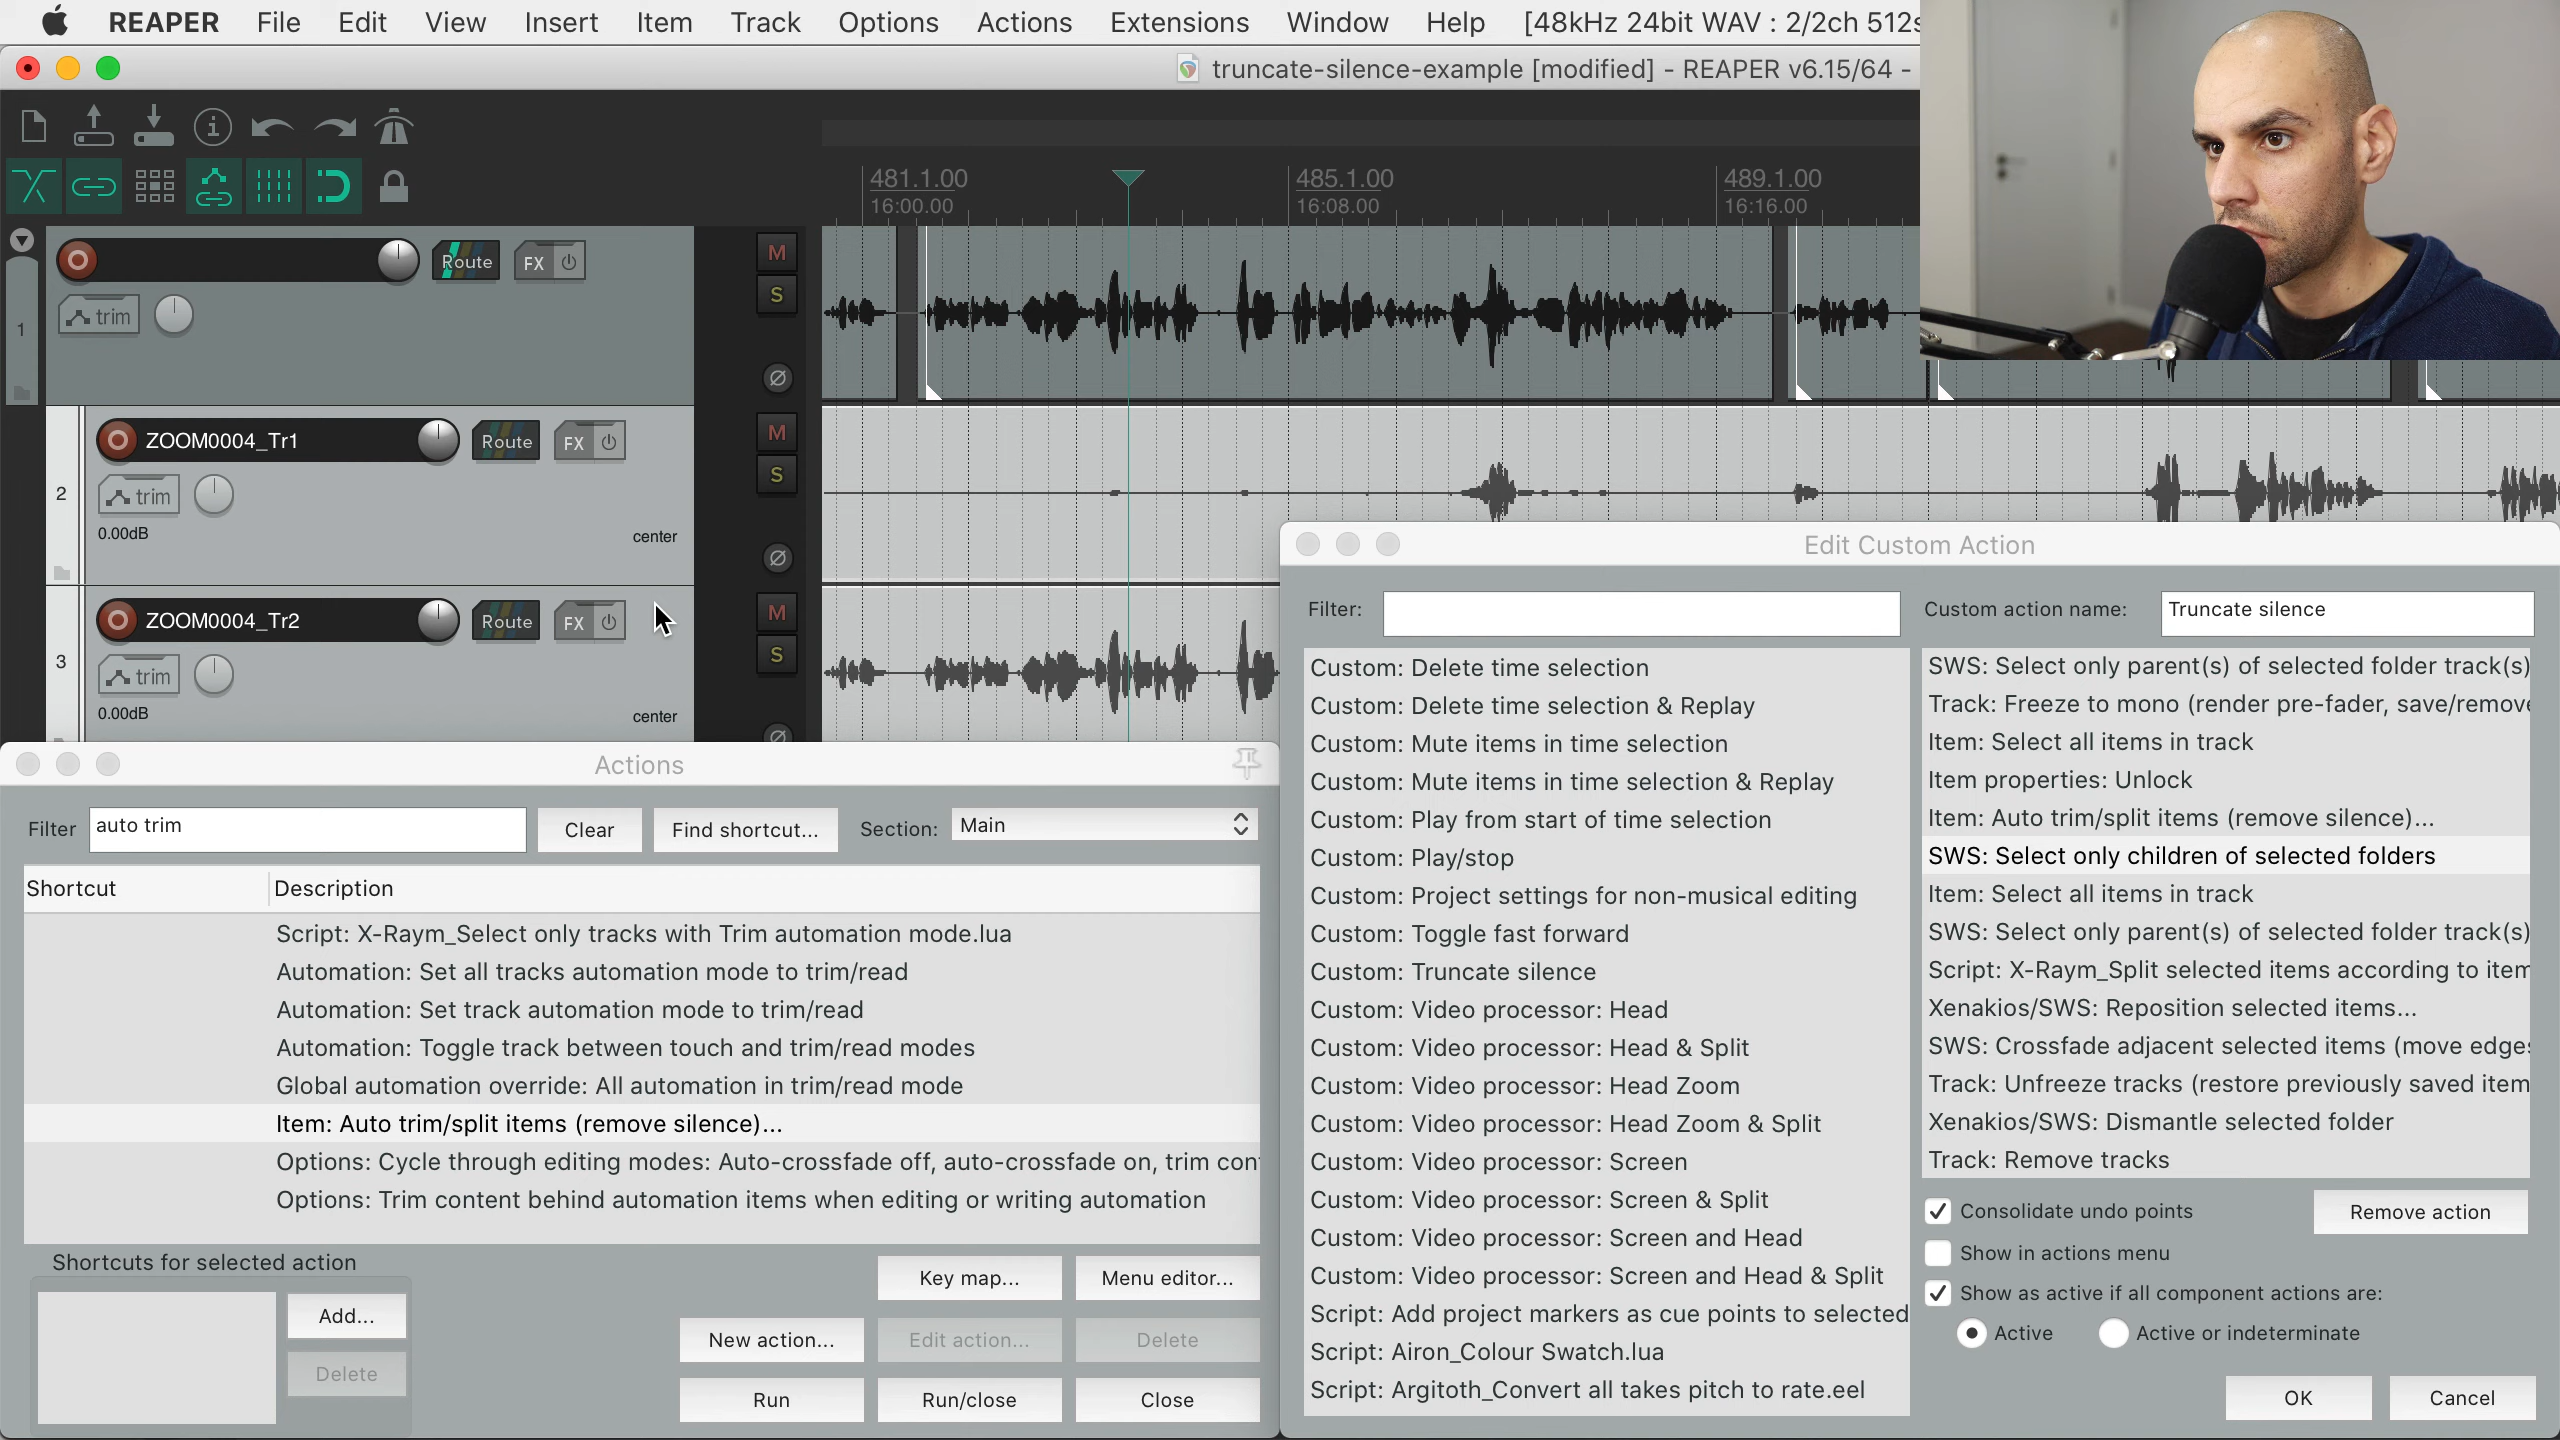 REAPER File Edit View Insert Item Track Options Actions Extensions Window Help [48kHz 24bit WAV : 2/2ch 512s
truncate-silence-example [modified] - REAPER v6.15/64 -
481.1.00 485.1.00 489.1.00
16:00.00 16:08.00 16:16.00
Route FX M
S
trim
1
ZOOM0004_Tr1 Route FX M
S
2 trim
0.00dB center
ZOOM0004_Tr2 Route FX M
S
3 trim
0.00dB center
Actions
Filter auto trim Clear Find shortcut... Section: Main
Shortcut Description
Script: X-Raym_Select only tracks with Trim automation mode.lua
Automation: Set all tracks automation mode to trim/read
Automation: Set track automation mode to trim/read
Automation: Toggle track between touch and trim/read modes
Global automation override: All automation in trim/read mode
Item: Auto trim/split items (remove silence)...
Options: Cycle through editing modes: Auto-crossfade off, auto-crossfade on, trim con
Options: Trim content behind automation items when editing or writing automation
Shortcuts for selected action
Add...
Delete
Key map... Menu editor...
New action... Edit action... Delete
Run Run/close Close
Edit Custom Action
Filter: Custom action name: Truncate silence
Custom: Delete time selection
Custom: Delete time selection & Replay
Custom: Mute items in time selection
Custom: Mute items in time selection & Replay
Custom: Play from start of time selection
Custom: Play/stop
Custom: Project settings for non-musical editing
Custom: Toggle fast forward
Custom: Truncate silence
Custom: Video processor: Head
Custom: Video processor: Head & Split
Custom: Video processor: Head Zoom
Custom: Video processor: Head Zoom & Split
Custom: Video processor: Screen
Custom: Video processor: Screen & Split
Custom: Video processor: Screen and Head
Custom: Video processor: Screen and Head & Split
Script: Add project markers as cue points to selected
Script: Airon_Colour Swatch.lua
Script: Argitoth_Convert all takes pitch to rate.eel
SWS: Select only parent(s) of selected folder track(s)
Track: Freeze to mono (render pre-fader, save/remove
Item: Select all items in track
Item properties: Unlock
Item: Auto trim/split items (remove silence)...
SWS: Select only children of selected folders
Item: Select all items in track
SWS: Select only parent(s) of selected folder track(s)
Script: X-Raym_Split selected items according to item
Xenakios/SWS: Reposition selected items...
SWS: Crossfade adjacent selected items (move edges
Track: Unfreeze tracks (restore previously saved item
Xenakios/SWS: Dismantle selected folder
Track: Remove tracks
Consolidate undo points Remove action
Show in actions menu
Show as active if all component actions are:
Active Active or indeterminate
OK Cancel